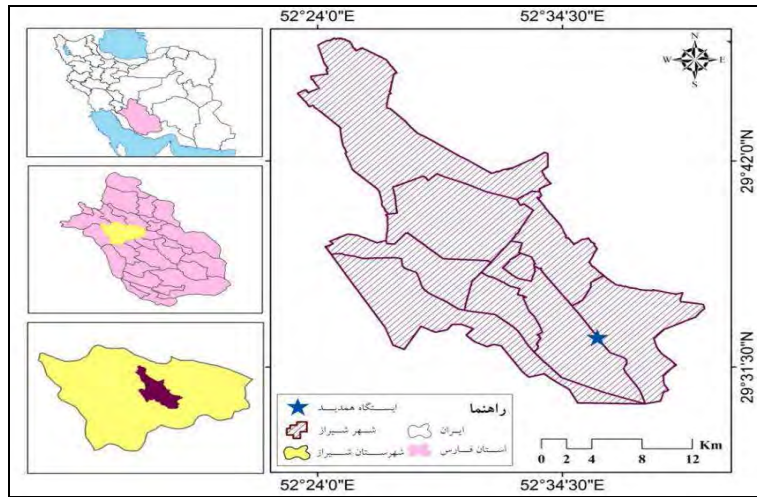 52°24'0"E 52°34'30"E
N
W E
S
29°42'0"N
29°31'30"N
راهنما
ایستگاه همدید
ایران
شهر شیراز
استان فارس
شهرستان شیراز
Km
0 2 4 8 12
52°24'0"E 52°34'30"E